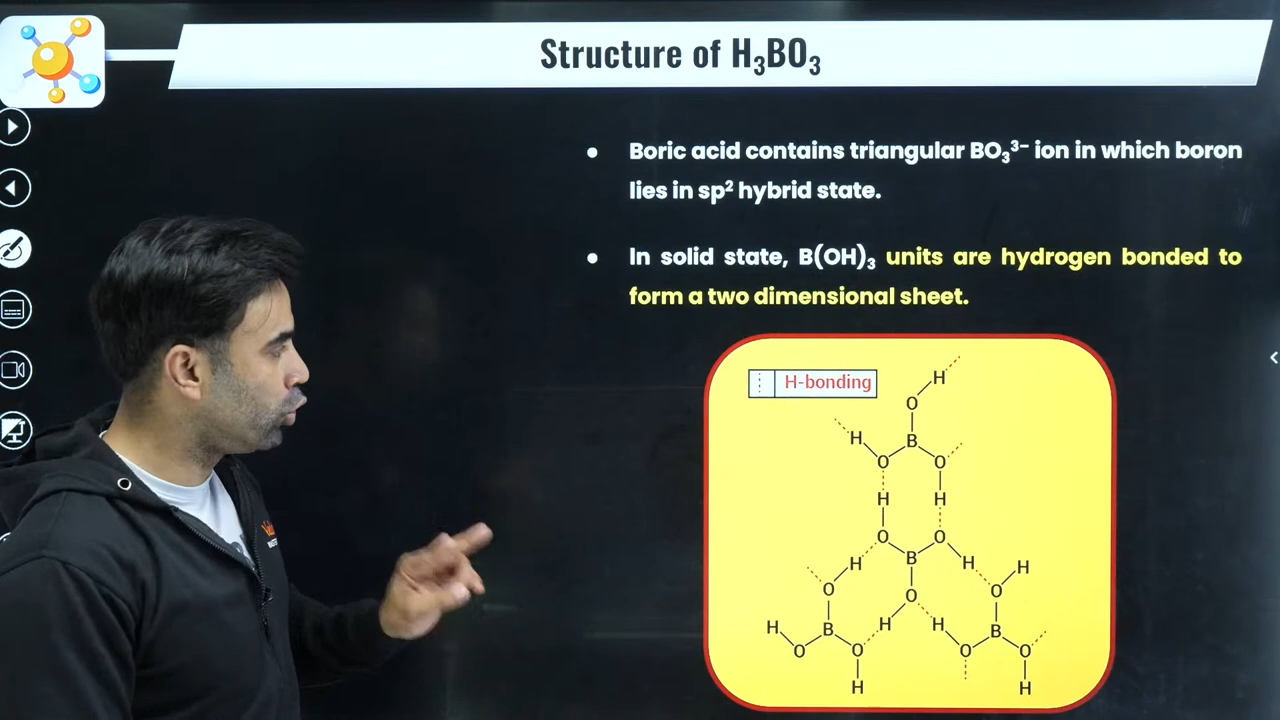 Structure of H₃BO₃
Boric acid contains triangular BO₃³⁻ ion in which boron
lies in sp² hybrid state.
In solid state, B(OH)₃ units are hydrogen bonded to
form a two dimensional sheet.
H-bonding
H
O
H B
O O
H H
O O
H B H H
O O O
H B H H B
O O O O
H H